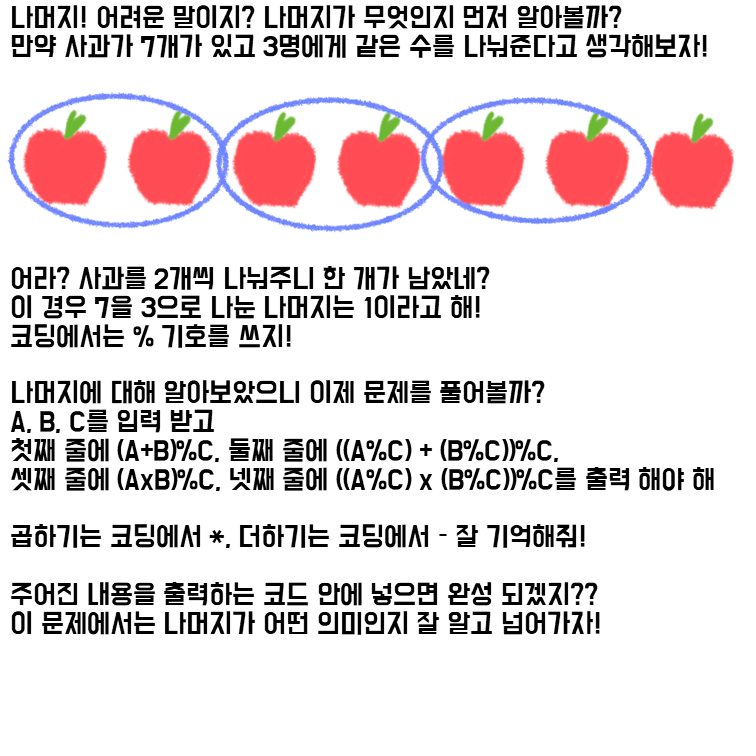 나머지! 어려운 말이지? 나머지가 무엇인지 먼저 알아볼까?
만약 사과가 7개가 있고 3명에게 같은 수를 나눠준다고 생각해보자!
어라? 사과를 2개씩 나눠주니 한 개가 남았네?
이 경우 7을 3으로 나눈 나머지는 1이라고 해!
코딩에서는 % 기호를 쓰지!
나머지에 대해 알아보았으니 이제 문제를 풀어볼까?
A, B, C를 입력 받고
첫째 줄에 (A+B)%C, 둘째 줄에 ((A%C) + (B%C))%C,
셋째 줄에 (AxB)%C, 넷째 줄에 ((A%C) x (B%C))%C를 출력 해야 해
곱하기는 코딩에서 *, 더하기는 코딩에서 - 잘 기억해줘!
주어진 내용을 출력하는 코드 안에 넣으면 완성 되겠지??
이 문제에서는 나머지가 어떤 의미인지 잘 알고 넘어가자!